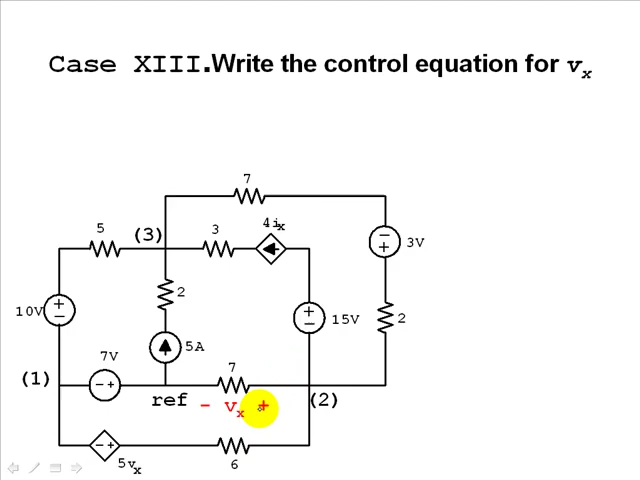 Case XIII.Write the control equation for vx
7
5
(3)
3
4ix
- +
3V
10V
+ -
2
+ -
15V
2
5A
7V
7
(1)
- +
ref
- vx +
(2)
- +
5vx
6